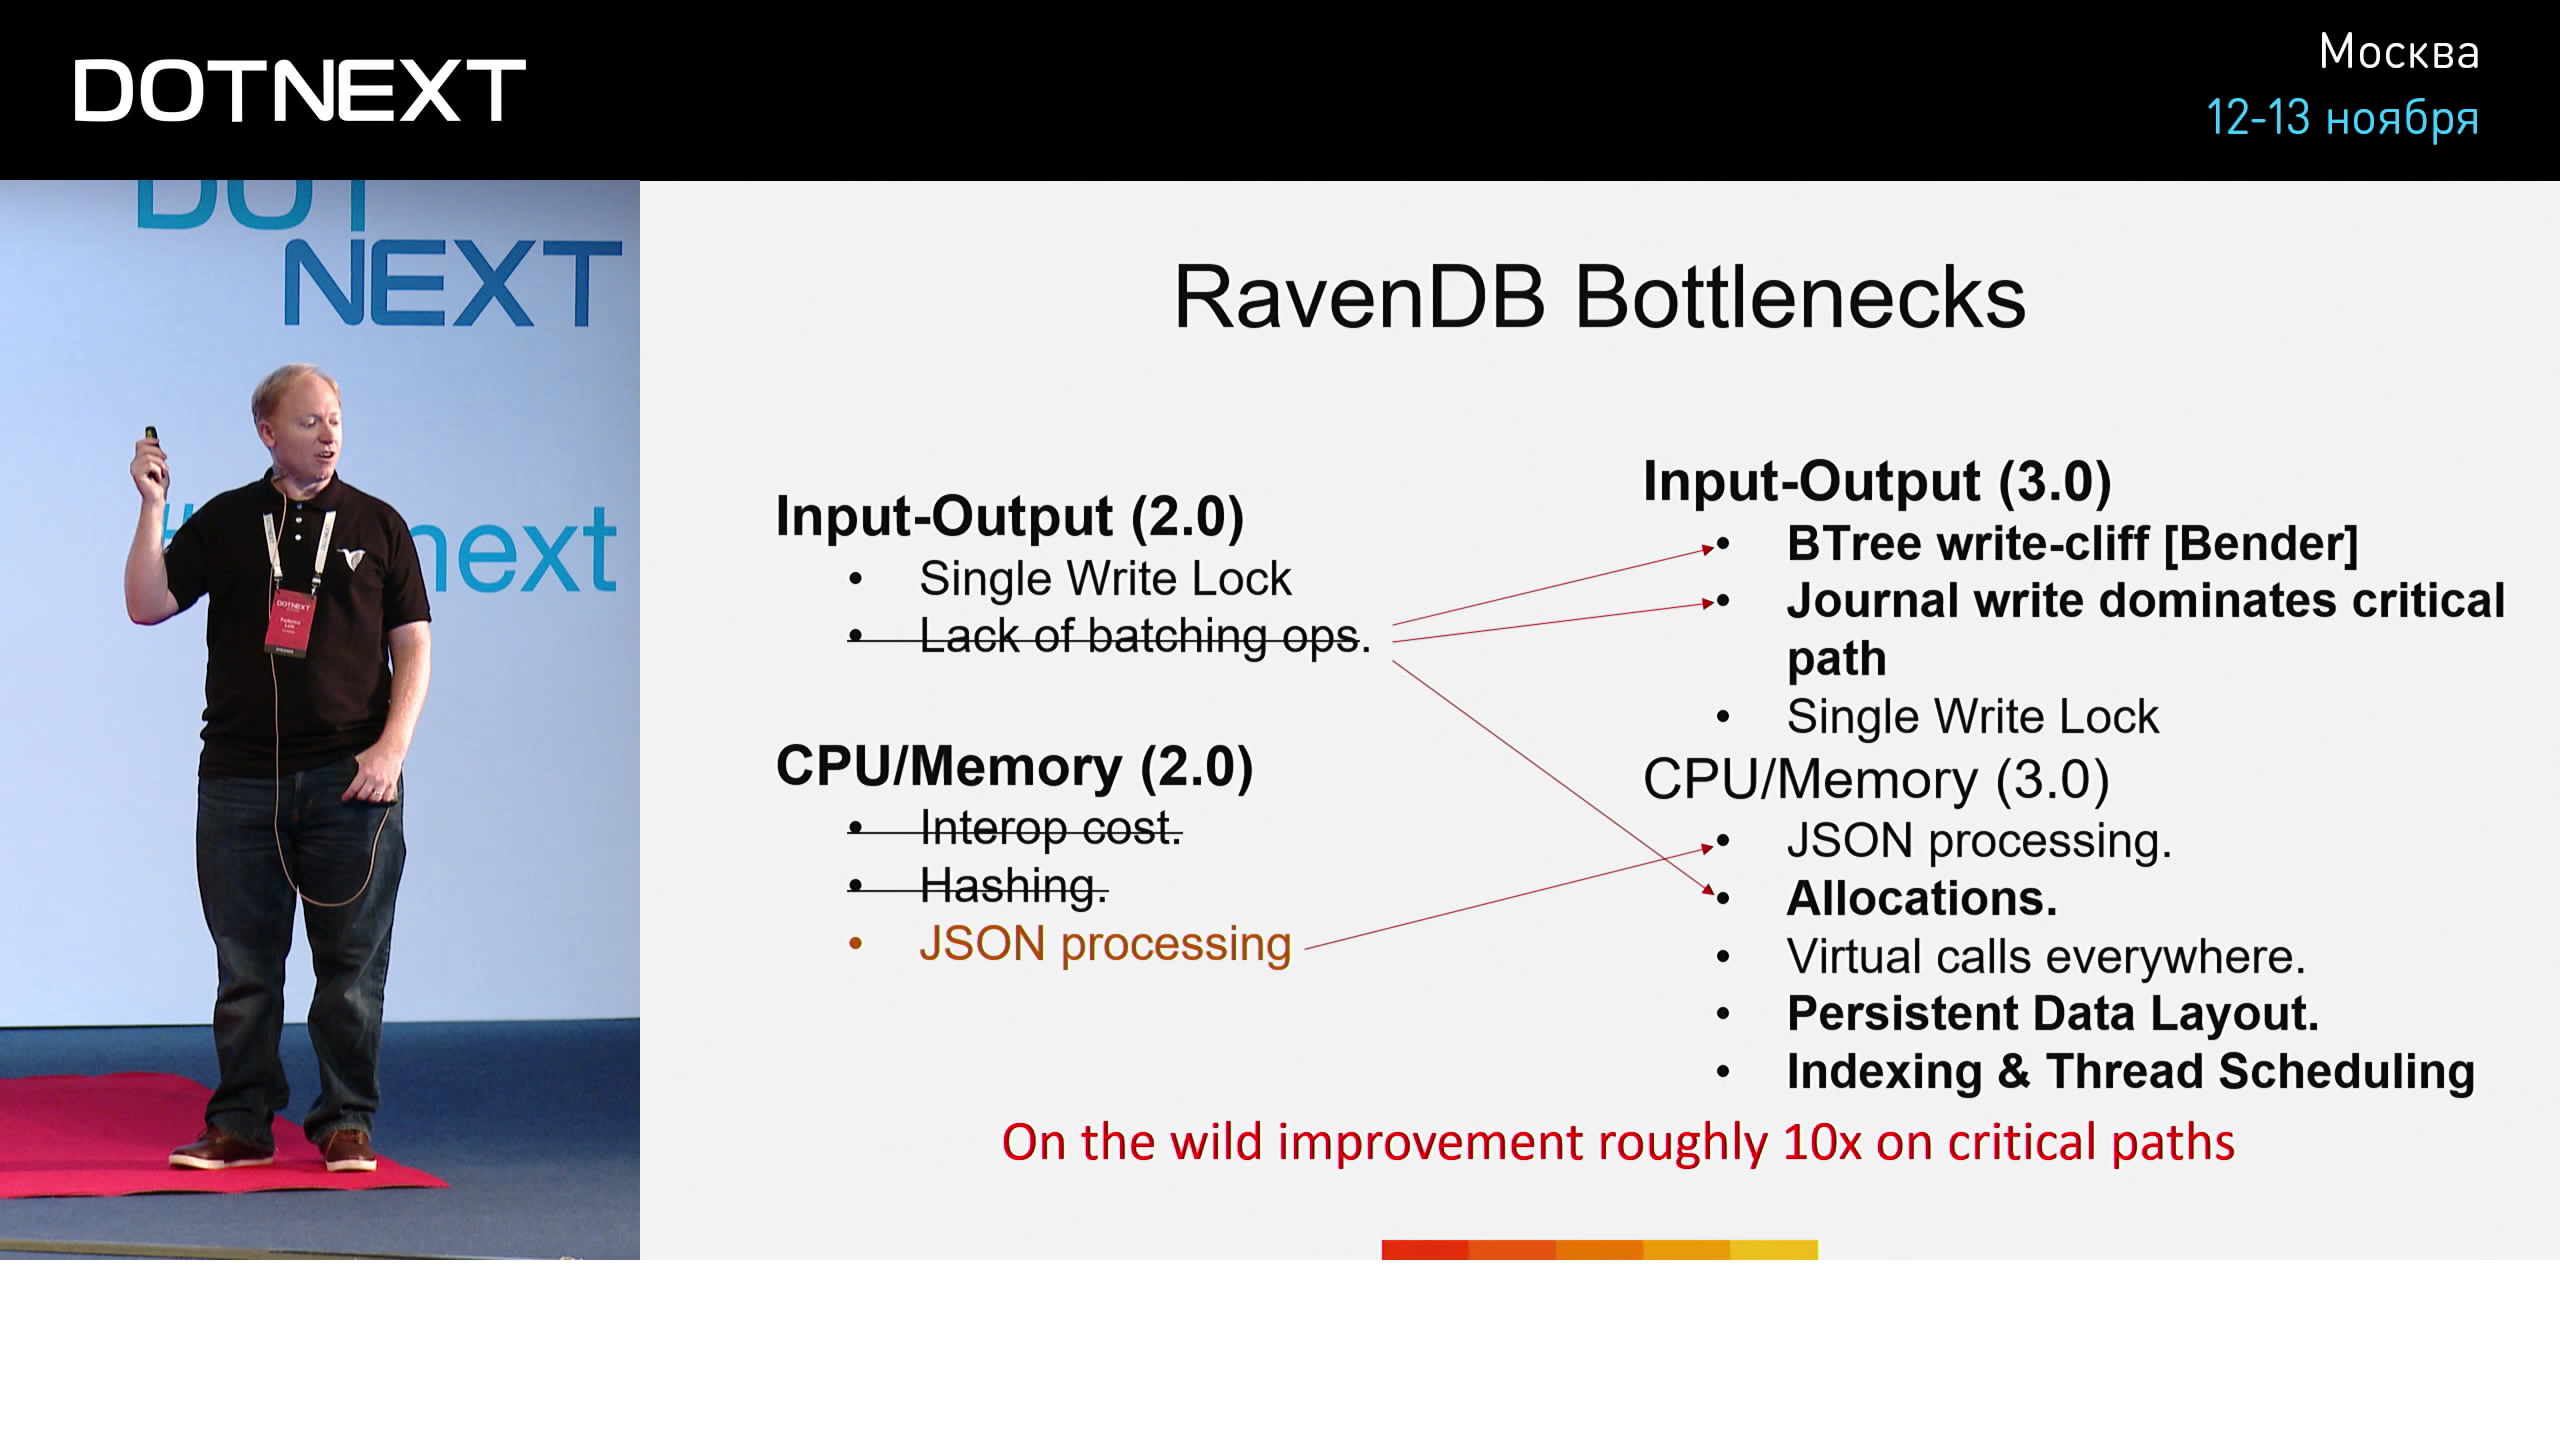 DOTNEXT
Москва
12-13 ноября
DOT
NEXT
next
DOTNEXT
RavenDB Bottlenecks
Input-Output (2.0)
• Single Write Lock
• Lack of batching ops.
CPU/Memory (2.0)
• Interop cost.
• Hashing.
• JSON processing
Input-Output (3.0)
• BTree write-cliff [Bender]
• Journal write dominates critical
path
• Single Write Lock
CPU/Memory (3.0)
• JSON processing.
• Allocations.
• Virtual calls everywhere.
• Persistent Data Layout.
• Indexing & Thread Scheduling
On the wild improvement roughly 10x on critical paths